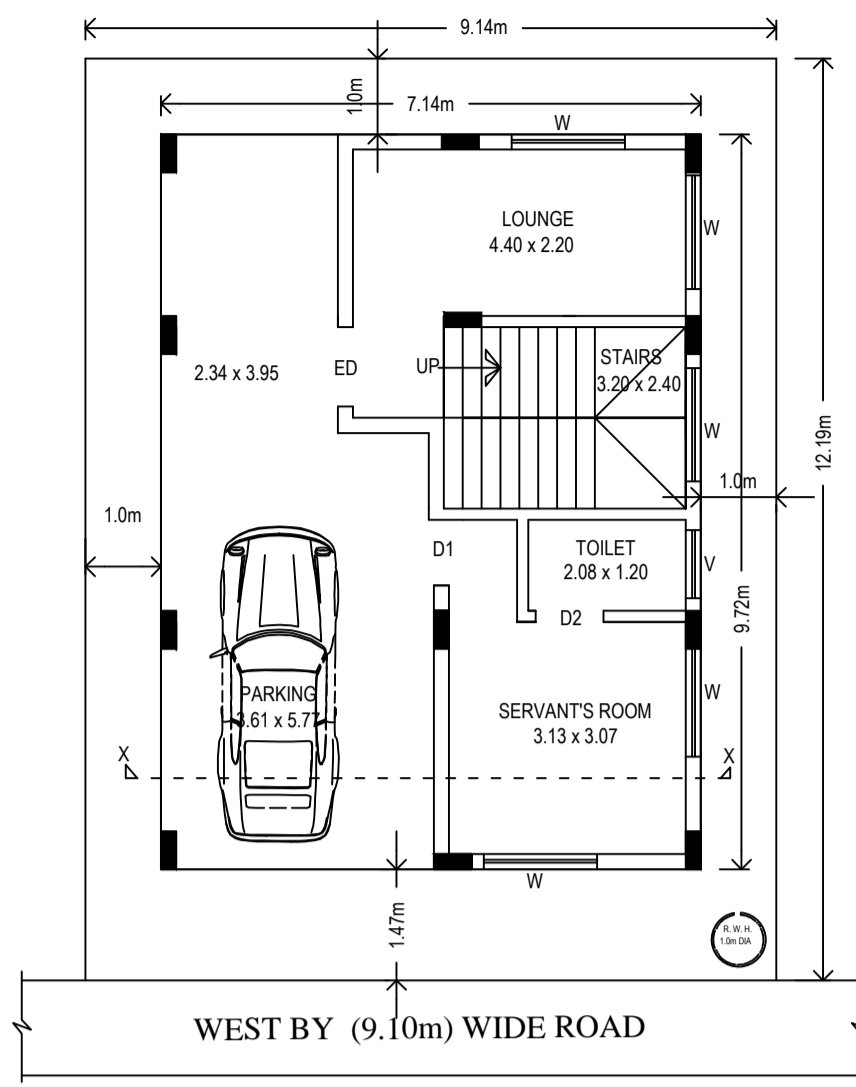 9.14m
1.0m
7.14m
W
LOUNGE
4.40 x 2.20
W
2.34 x 3.95
ED
UP
STAIRS
3.20 x 2.40
W
12.19m
1.0m
1.0m
D1
TOILET
2.08 x 1.20
V
9.72m
D2
PARKING
3.61 x 5.77
SERVANT'S ROOM
3.13 x 3.07
W
X
X
W
1.47m
R. W. H.
1.0m DIA
WEST BY (9.10m) WIDE ROAD